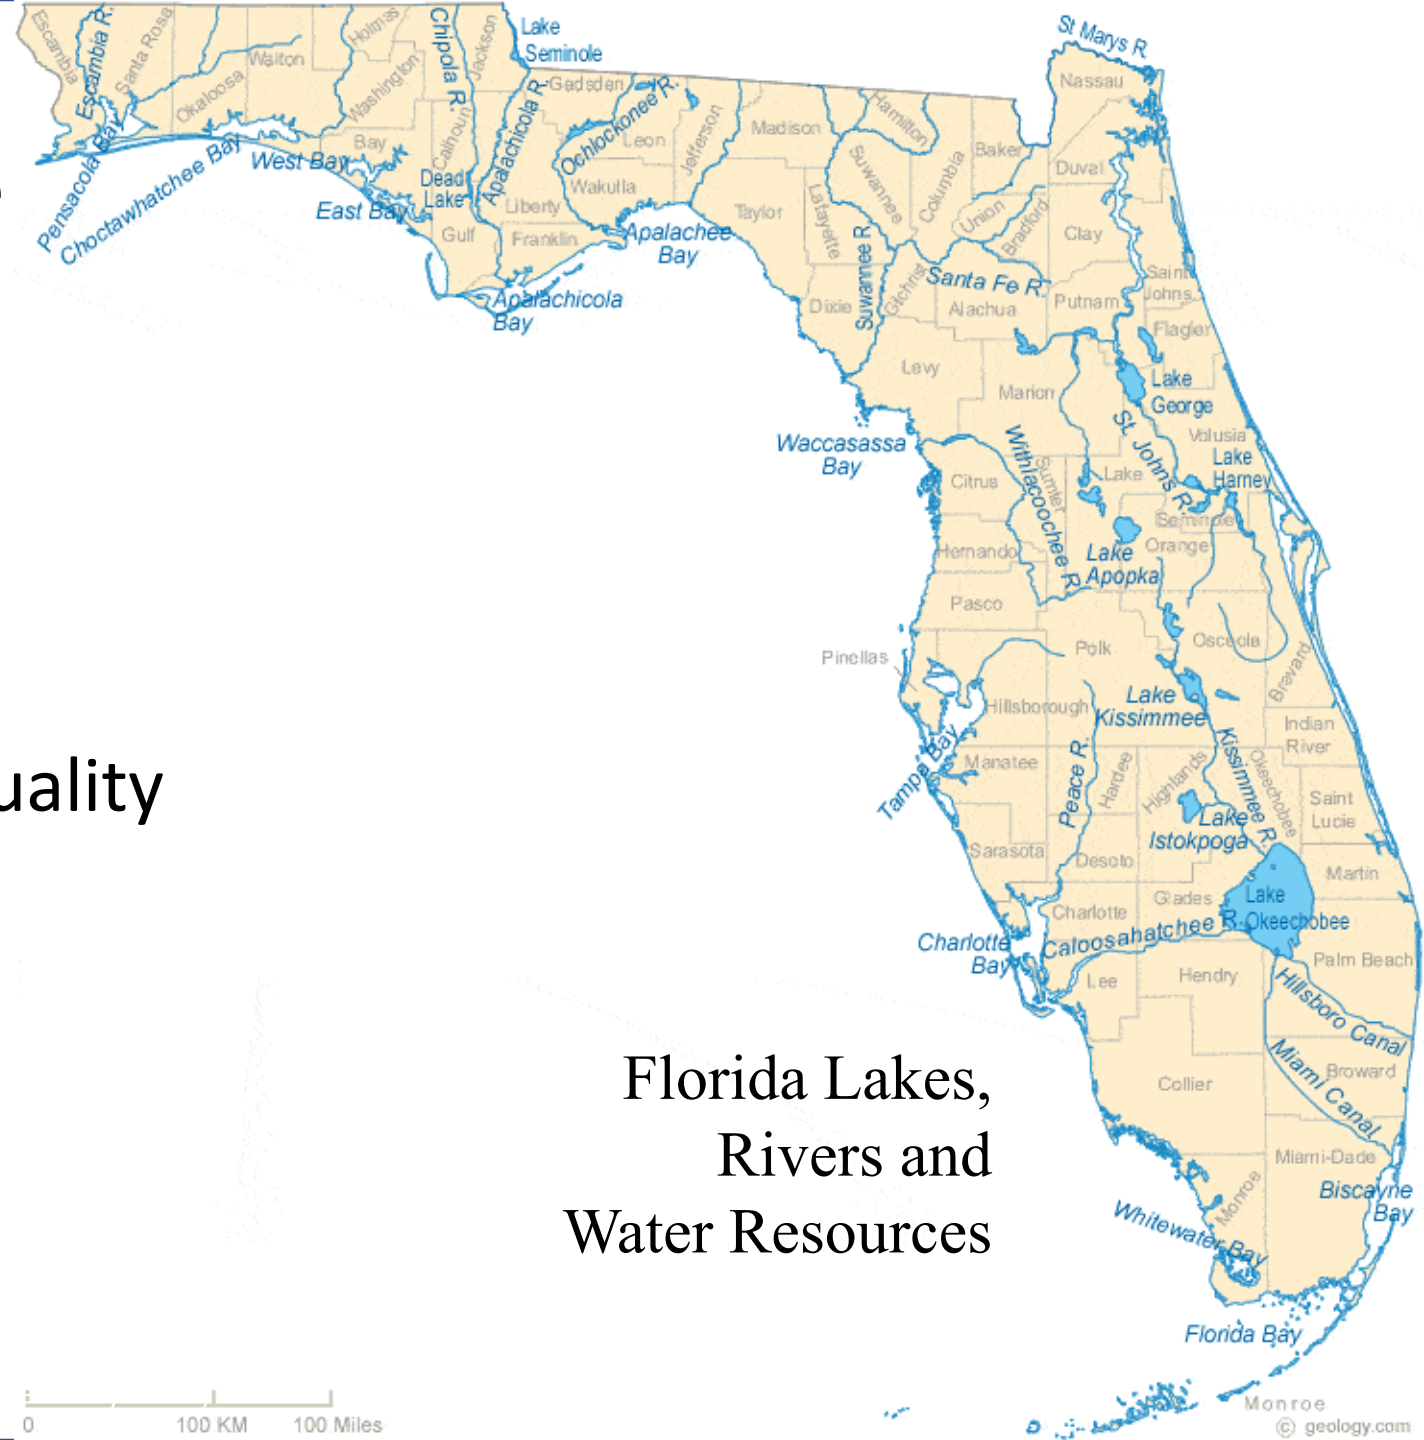 Escambia
Escambia R.
Santa Rosa
Okaloosa
Walton
Holmes
Washington
Chipola R.
Jackson
Lake
Seminole
Gadsden
Ochlockonee R.
Apalachicola R.
Calhoun
Bay
Leon
Jefferson
Madison
Hamilton
Suwannee
Columbia
Baker
Nassau
St Marys R.
Duval
Pensacola Bay
Choctawhatchee Bay
West Bay
East Bay
Dead
Lake
Gulf
Liberty
Franklin
Wakulla
Apalachee
Bay
Apalachicola
Bay
Taylor
Lafayette
Dixie
Suwannee R.
Gilchrist
Santa Fe R.
Union
Bradford
Clay
Alachua
Putnam
Saint
Johns
Flagler
Levy
Marion
Lake
George
St. Johns R.
Volusia
Lake
Harney
Waccasassa
Bay
Citrus
Withlacoochee R.
Sumter
Lake
Seminole
Orange
Lake
Apopka
Hernando
Pasco
Pinellas
Polk
Osceola
Brevard
Hillsborough
Lake
Kissimmee
Indian
River
Tampa Bay
Manatee
Peace R.
Hardee
Highlands
Kissimmee R.
Okeechobee
Saint
Lucie
Lake
Istokpoga
uality
Sarasota
Desoto
Martin
Charlotte
Glades
Lake
Okeechobee
Charlotte
Bay
Caloosahatchee R.
Lee
Hendry
Palm Beach
Hillsboro Canal
Miami Canal
Broward
Collier
Florida Lakes,
Rivers and
Water Resources
Miami-Dade
Monroe
Biscayne
Bay
Whitewater Bay
Florida Bay
Monroe
0 100 KM 100 Miles
© geology.com